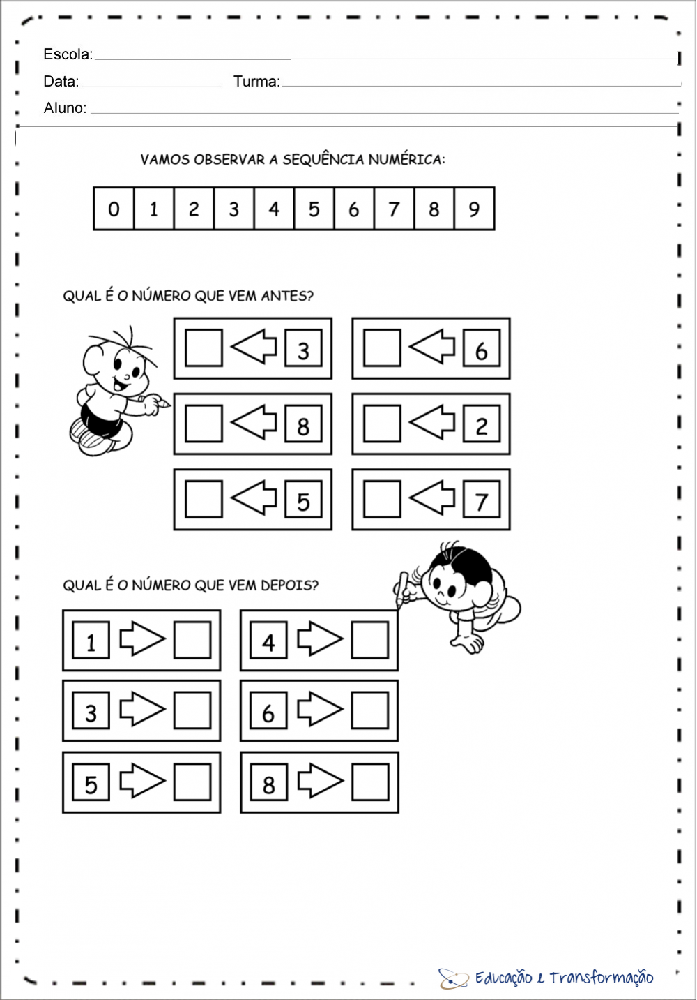 Escola:
Data: Turma:
Aluno:
VAMOS OBSERVAR A SEQUÊNCIA NUMÉRICA:
0 1 2 3 4 5 6 7 8 9
QUAL É O NÚMERO QUE VEM ANTES?
3 6
8 2
5 7
QUAL É O NÚMERO QUE VEM DEPOIS?
1 4
3 6
5 8
Educação e Transformação